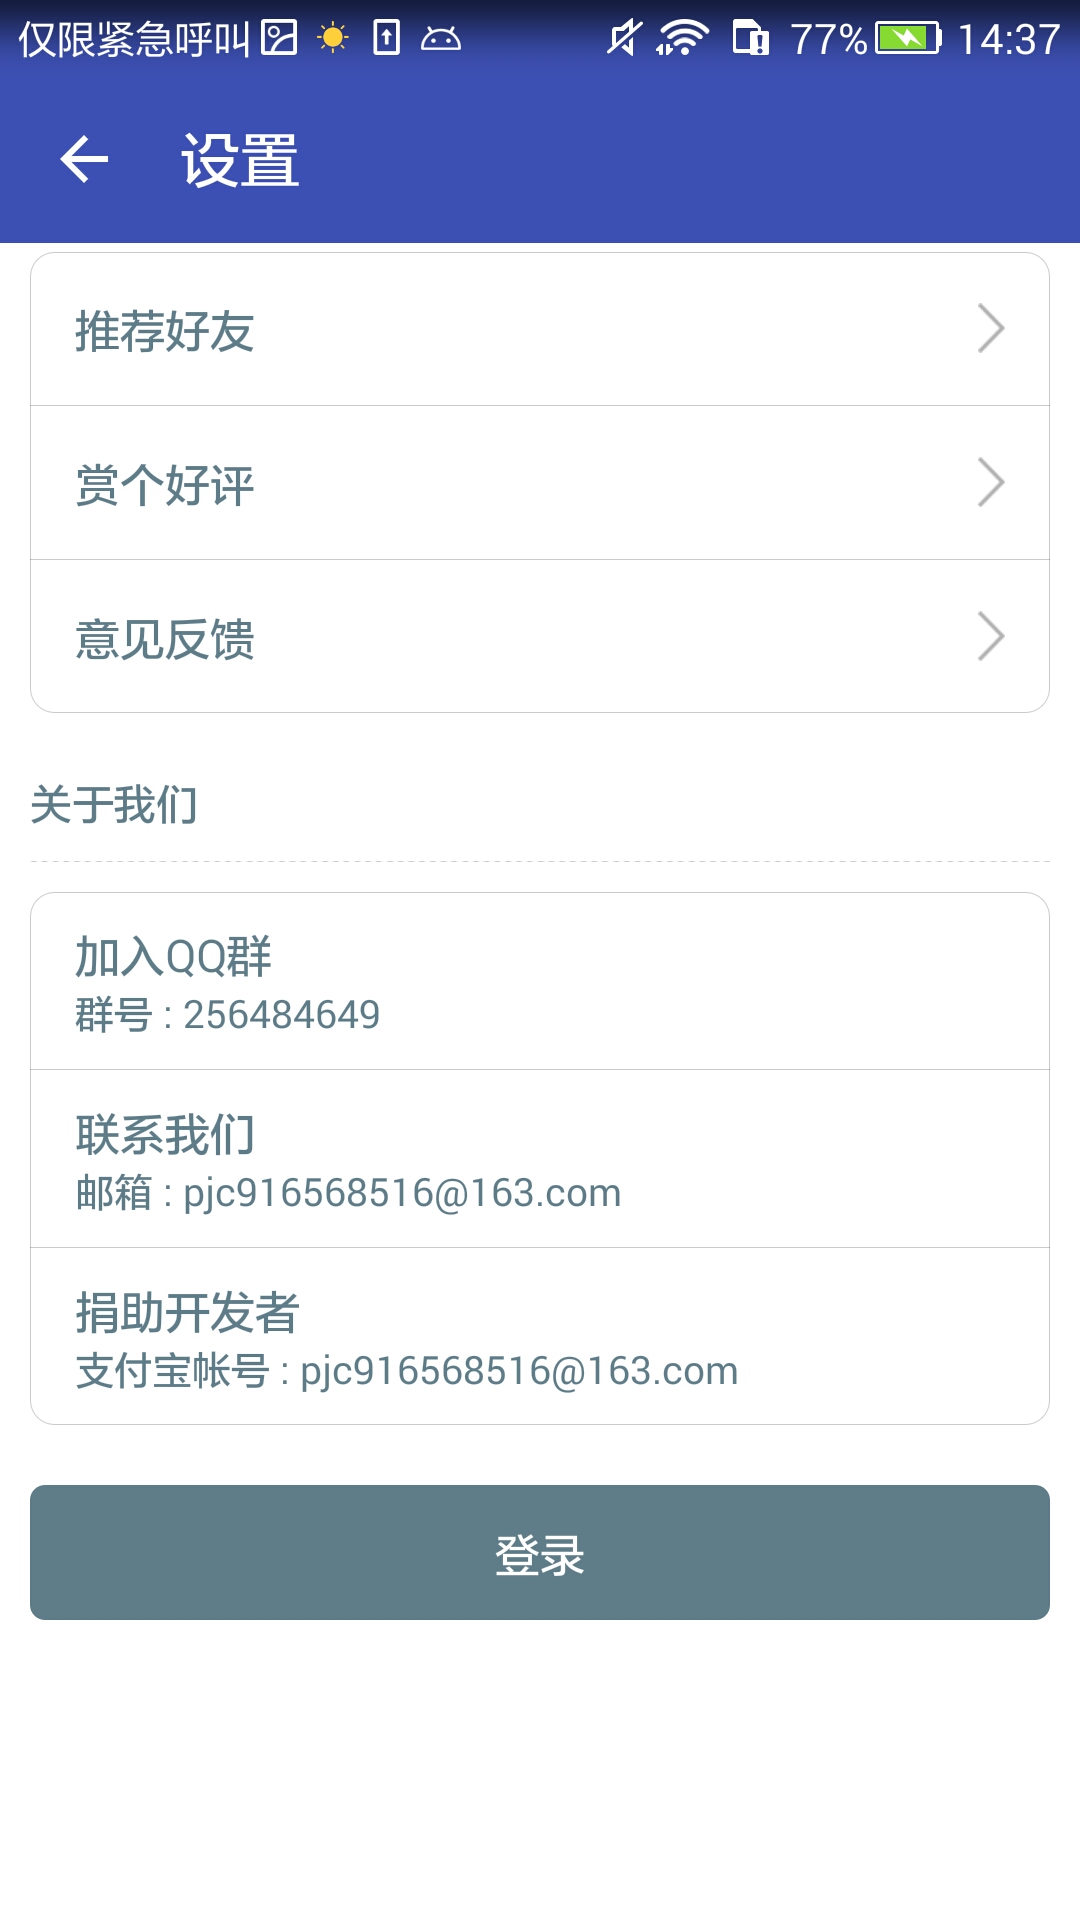 仅限紧急呼叫 77% 14:37
设置
推荐好友
赏个好评
意见反馈
关于我们
加入QQ群
群号 : 256484649
联系我们
邮箱 : pjc916568516@163.com
捐助开发者
支付宝帐号 : pjc916568516@163.com
登录